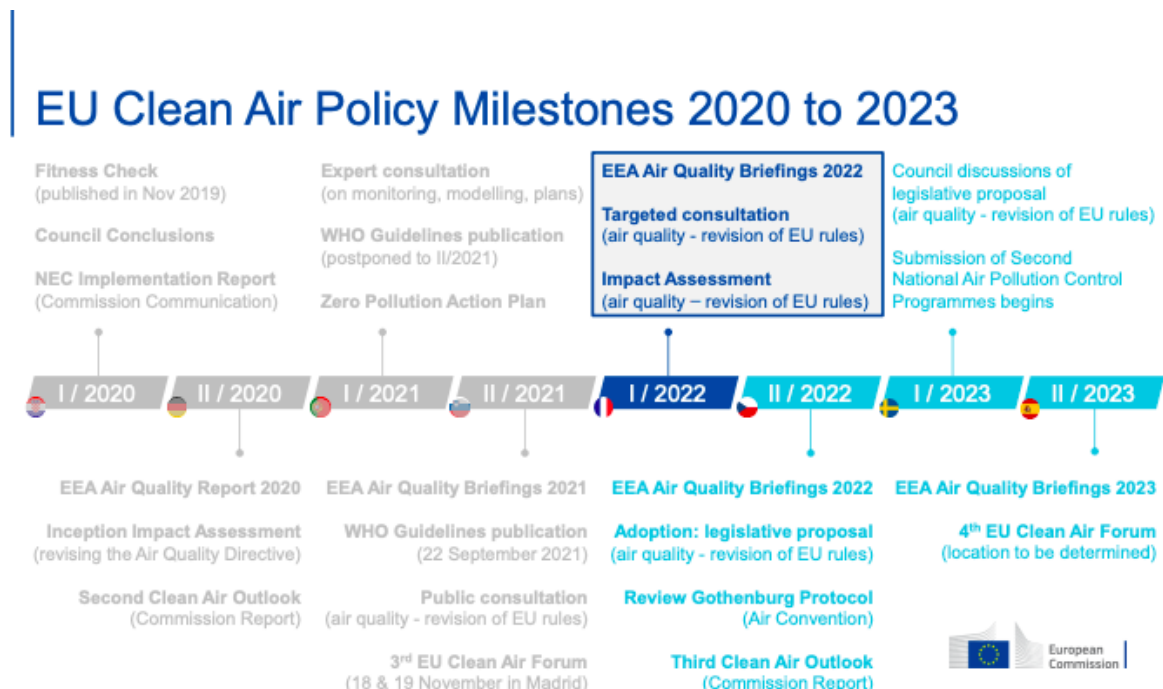 EU Clean Air Policy Milestones 2020 to 2023
Fitness Check
(published in Nov 2019)
Council Conclusions
NEC Implementation Report
(Commission Communication)
Expert consultation
(on monitoring, modelling, plans)
WHO Guidelines publication
(postponed to II/2021)
Zero Pollution Action Plan
EEA Air Quality Briefings 2022
Targeted consultation
(air quality - revision of EU rules)
Impact Assessment
(air quality – revision of EU rules)
Council discussions of
legislative proposal
(air quality - revision of EU rules)
Submission of Second
National Air Pollution Control
Programmes begins
I / 2020
II / 2020
I / 2021
II / 2021
I / 2022
II / 2022
I / 2023
II / 2023
EEA Air Quality Report 2020
Inception Impact Assessment
(revising the Air Quality Directive)
Second Clean Air Outlook
(Commission Report)
EEA Air Quality Briefings 2021
WHO Guidelines publication
(22 September 2021)
Public consultation
(air quality - revision of EU rules)
3rd EU Clean Air Forum
(18 & 19 November in Madrid)
EEA Air Quality Briefings 2022
Adoption: legislative proposal
(air quality - revision of EU rules)
Review Gothenburg Protocol
(Air Convention)
Third Clean Air Outlook
(Commission Report)
EEA Air Quality Briefings 2023
4th EU Clean Air Forum
(location to be determined)
European
Commission